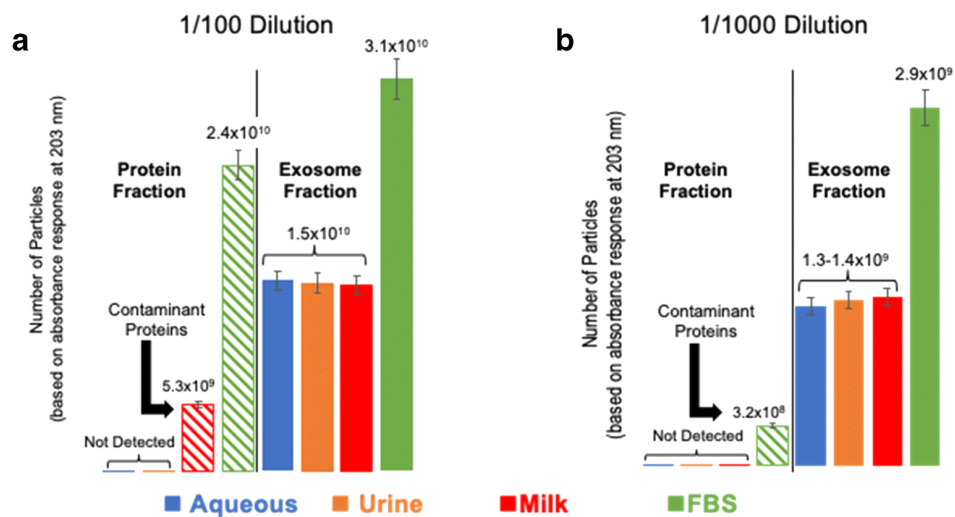 a
1/100 Dilution
Number of Particles
(based on absorbance response at 203 nm)
3.1x10¹⁰
2.4x10¹⁰
Protein
Fraction
Exosome
Fraction
1.5x10¹⁰
Contaminant
Proteins
5.3x10⁹
Not Detected
b
1/1000 Dilution
Number of Particles
(based on absorbance response at 203 nm)
2.9x10⁹
Protein
Fraction
Exosome
Fraction
1.3-1.4x10⁹
Contaminant
Proteins
3.2x10⁸
Not Detected
Aqueous
Urine
Milk
FBS